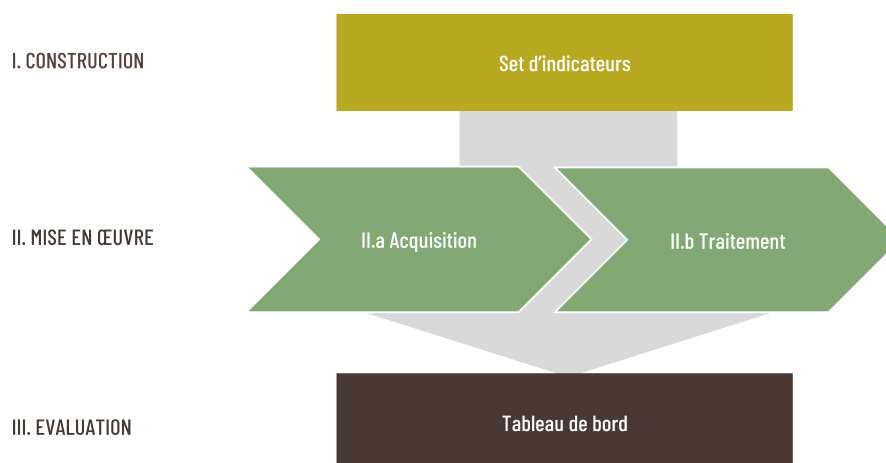 I. CONSTRUCTION
Set d’indicateurs
II. MISE EN ŒUVRE
II.a Acquisition
II.b Traitement
III. EVALUATION
Tableau de bord